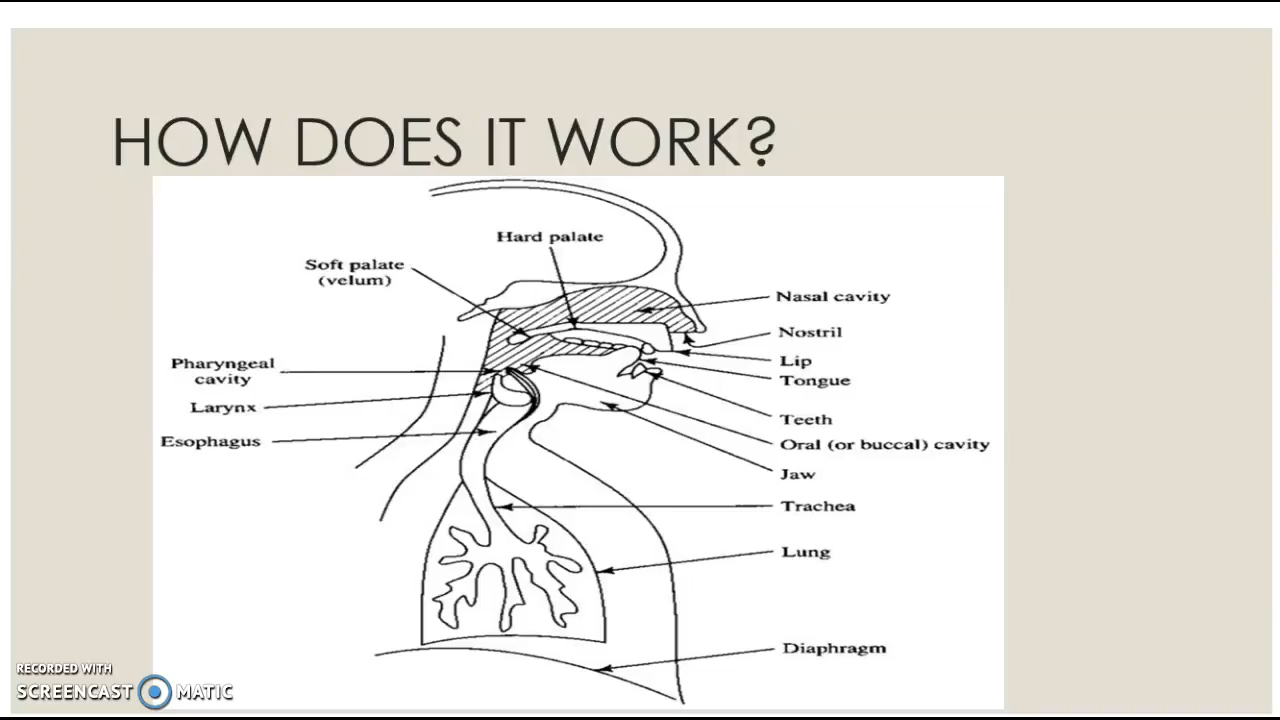 HOW DOES IT WORK?
Hard palate
Soft palate
(velum)
Nasal cavity
Nostril
Lip
Pharyngeal
cavity
Tongue
Larynx
Teeth
Esophagus
Oral (or buccal) cavity
Jaw
Trachea
Lung
Diaphragm
RECORDED WITH
SCREENCAST MATIC